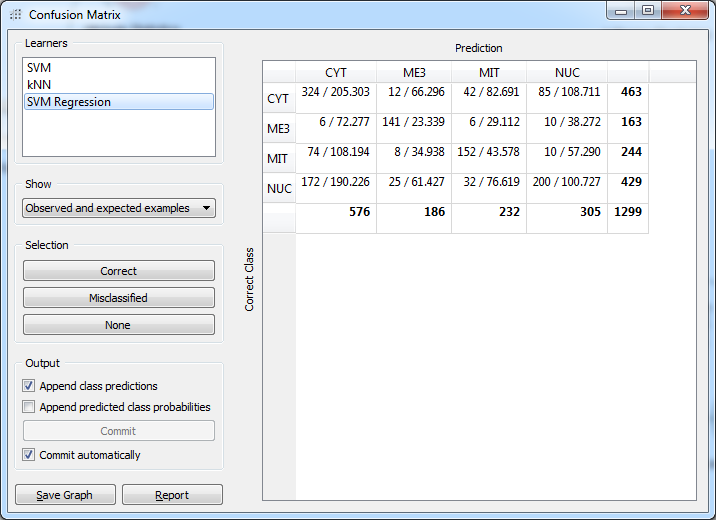 Confusion Matrix
Learners
SVM
kNN
SVM Regression
Show
Observed and expected examples
Selection
Correct
Misclassified
None
Output
Append class predictions
Append predicted class probabilities
Commit
Commit automatically
Save Graph Report
Prediction
Correct Class
CYT ME3 MIT NUC
CYT 324 / 205.303 12 / 66.296 42 / 82.691 85 / 108.711 463
ME3 6 / 72.277 141 / 23.339 6 / 29.112 10 / 38.272 163
MIT 74 / 108.194 8 / 34.938 152 / 43.578 10 / 57.290 244
NUC 172 / 190.226 25 / 61.427 32 / 76.619 200 / 100.727 429
576 186 232 305 1299